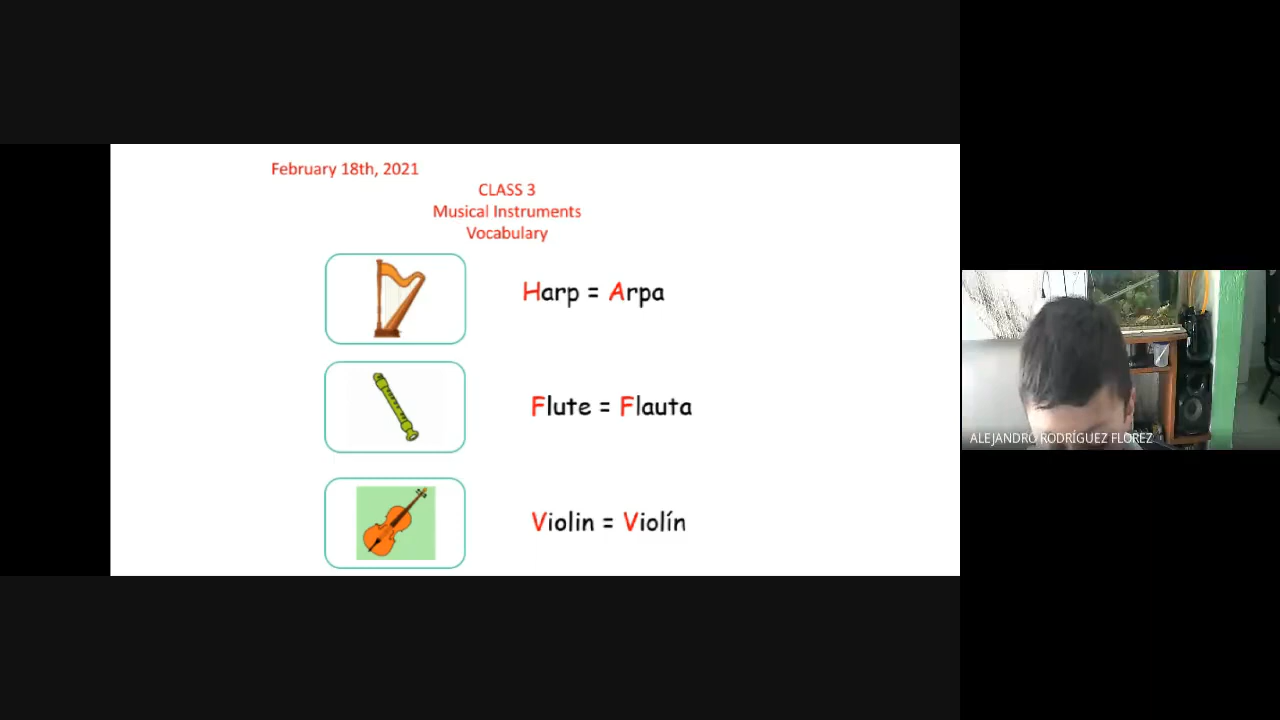 February 18th, 2021
CLASS 3
Musical Instruments
Vocabulary
Harp = Arpa
Flute = Flauta
Violin = Violín
ALEJANDRO RODRÍGUEZ FLOREZ